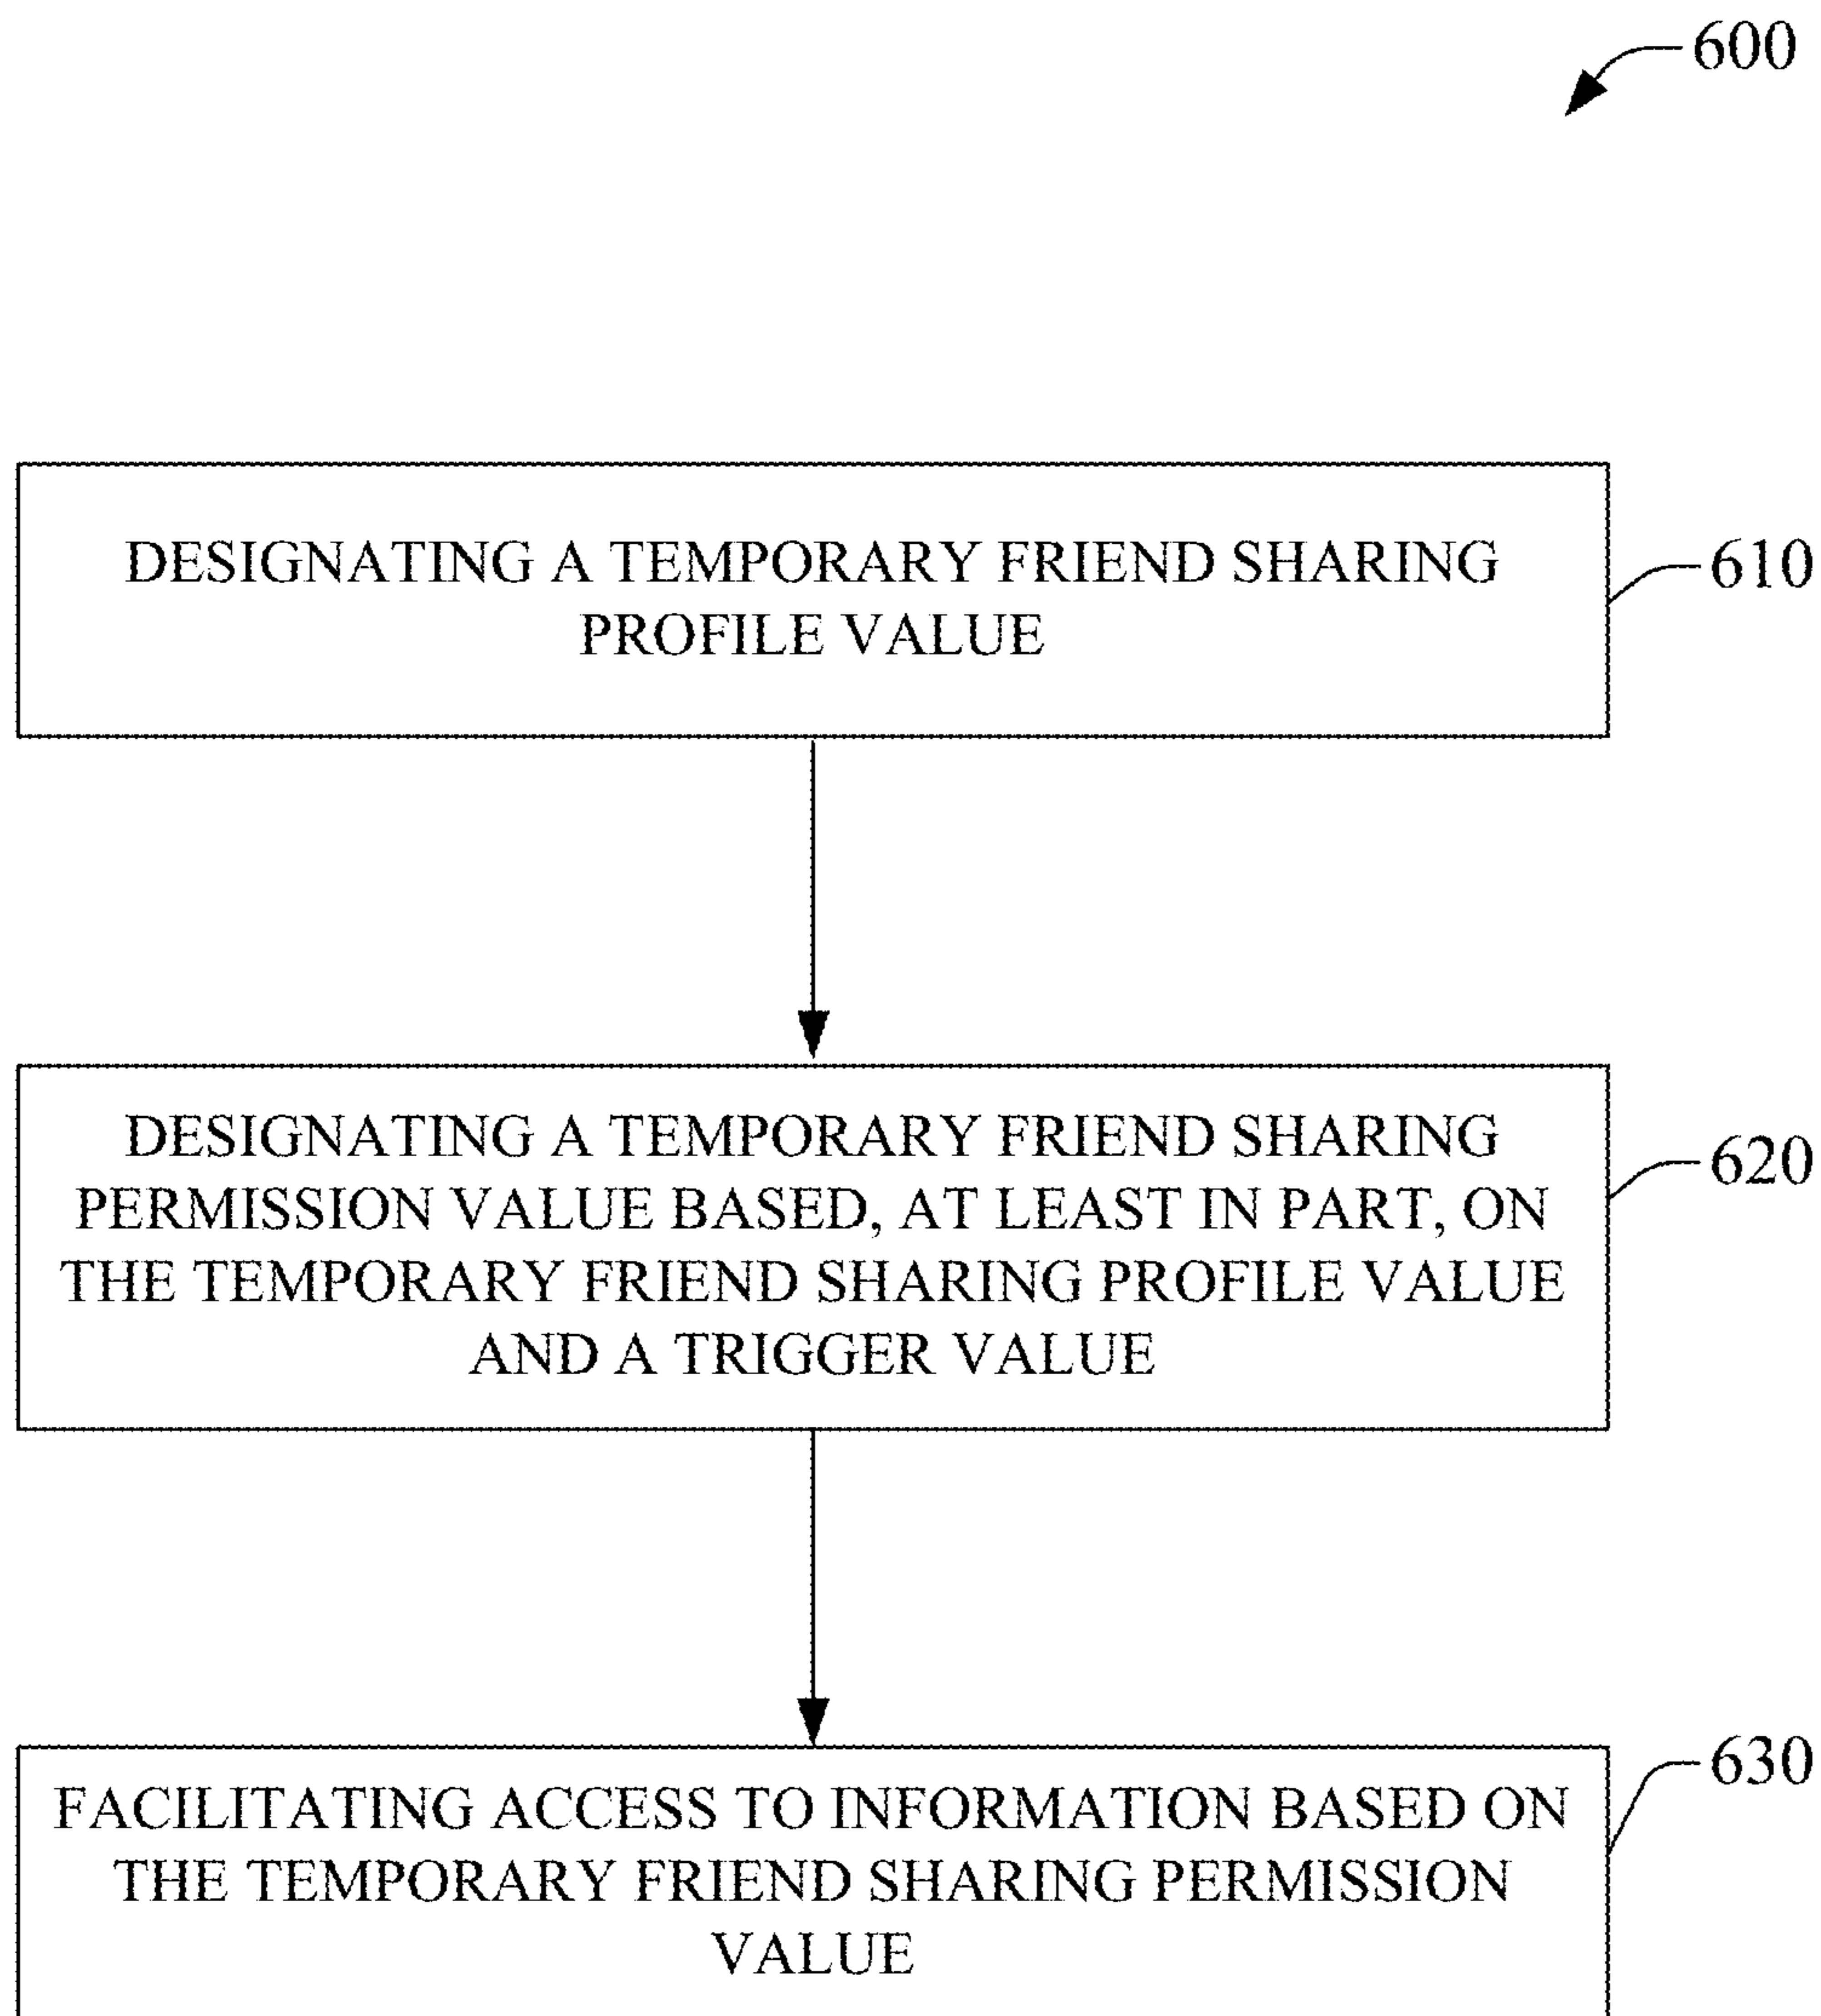 600
DESIGNATING A TEMPORARY FRIEND SHARING
PROFILE VALUE
610
DESIGNATING A TEMPORARY FRIEND SHARING
PERMISSION VALUE BASED, AT LEAST IN PART, ON
THE TEMPORARY FRIEND SHARING PROFILE VALUE
AND A TRIGGER VALUE
620
FACILITATING ACCESS TO INFORMATION BASED ON
THE TEMPORARY FRIEND SHARING PERMISSION
VALUE
630